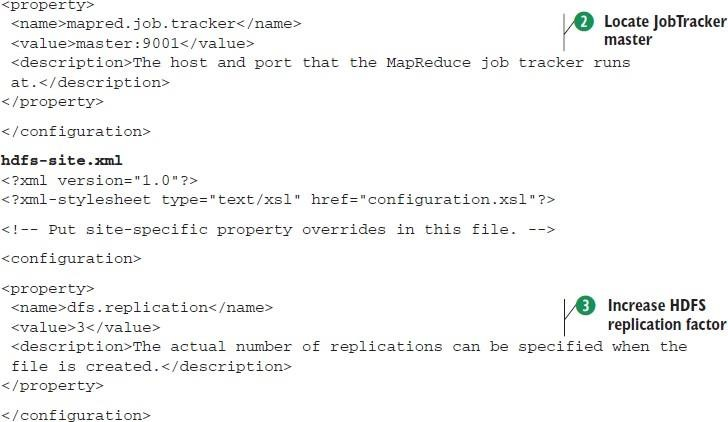 <property>
<name>mapred.job.tracker</name>
<value>master:9001</value>
<description>The host and port that the MapReduce job tracker runs
at.</description>
</property>
2 Locate JobTracker
master
</configuration>
hdfs-site.xml
<?xml version="1.0"?>
<?xml-stylesheet type="text/xsl" href="configuration.xsl"?>
<!-- Put site-specific property overrides in this file. -->
<configuration>
<property>
<name>dfs.replication</name>
<value>3</value>
<description>The actual number of replications can be specified when the
file is created.</description>
</property>
3 Increase HDFS
replication factor
</configuration>